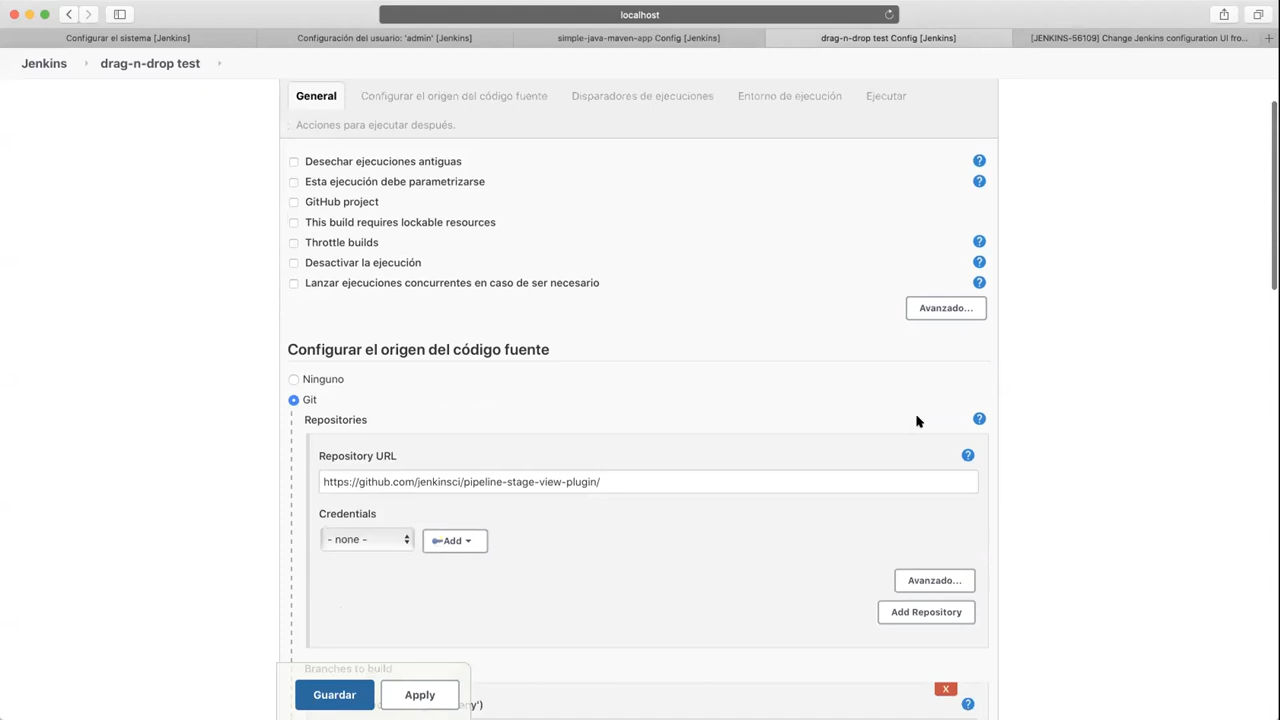 localhost
Configurar el sistema [Jenkins]
Configuración del usuario: 'admin' [Jenkins]
simple-java-maven-app Config [Jenkins]
drag-n-drop test Config [Jenkins]
[JENKINS-56109] Change Jenkins configuration UI fro...
Jenkins
drag-n-drop test
General
Configurar el origen del código fuente
Disparadores de ejecuciones
Entorno de ejecución
Ejecutar
Acciones para ejecutar después.
Desechar ejecuciones antiguas
Esta ejecución debe parametrizarse
GitHub project
This build requires lockable resources
Throttle builds
Desactivar la ejecución
Lanzar ejecuciones concurrentes en caso de ser necesario
Avanzado...
Configurar el origen del código fuente
Ninguno
Git
Repositories
Repository URL
https://github.com/jenkinsci/pipeline-stage-view-plugin/
Credentials
- none -
Add
Avanzado...
Add Repository
Branches to build
X
Guardar
Apply